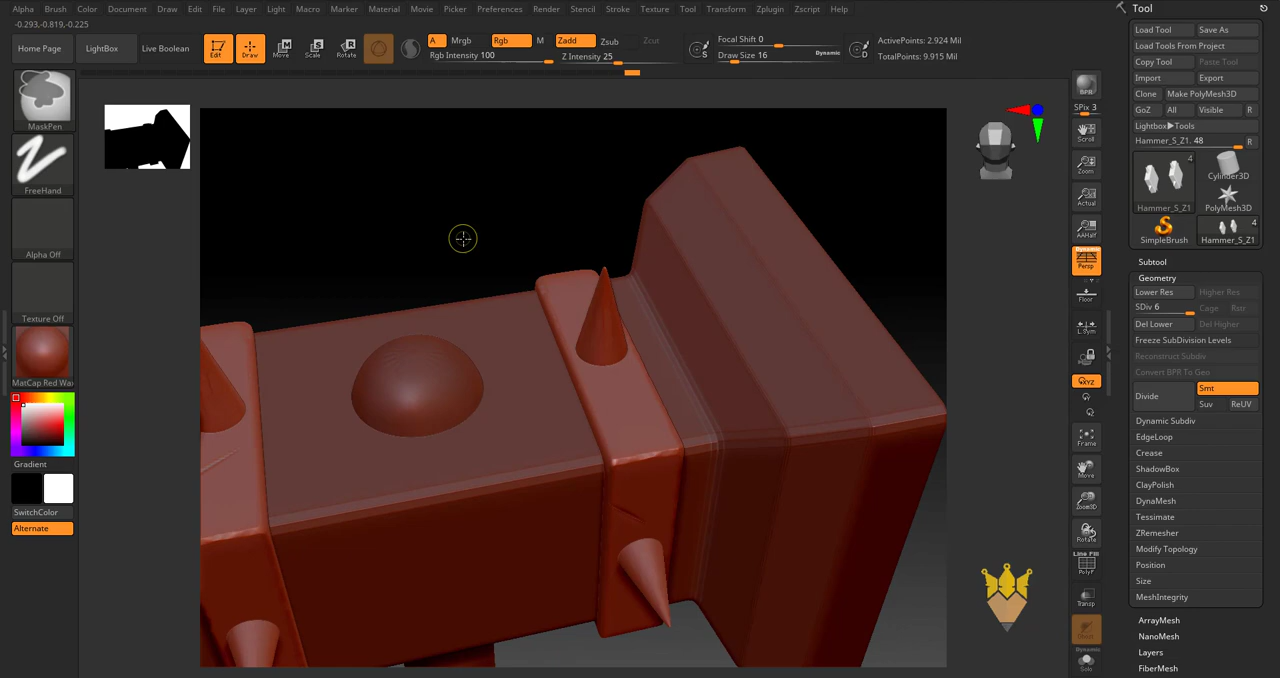 Alpha Brush Color Document Draw Edit File Layer Light Macro Marker Material Movie Picker Preferences Render Stencil Stroke Texture Tool Transform Zplugin Zscript Help
-0.293,-0.819,-0.225
Home Page LightBox Live Boolean Edit Draw Move Scale Rotate A Mrgb Rgb M Zadd Zsub Zcut
Rgb Intensity 100 Z Intensity 25
Focal Shift 0
Draw Size 16 Dynamic
S
D
ActivePoints: 2.924 Mil
TotalPoints: 9.915 Mil
MaskPen
FreeHand
Alpha Off
Texture Off
MatCap Red Wax
Gradient
SwitchColor
Alternate
BPR
SPix 3
Scroll
Zoom
Actual
AAHalf
Dynamic
Persp
Floor
L.Sym
XYZ
Frame
Move
Zoom3D
Rotate
Line Fill
PolyF
Transp
Dynamic
Solo
Tool
Load Tool Save As
Load Tools From Project
Copy Tool Paste Tool
Import Export
Clone Make PolyMesh3D
GoZ All Visible R
Lightbox▶Tools
Hammer_S_Z1. 48 R
4
Hammer_S_Z1
Cylinder3D
PolyMesh3D
SimpleBrush
4
Hammer_S_Z1
Subtool
Geometry
Lower Res Higher Res
SDiv 6 Cage Rstr
Del Lower Del Higher
Freeze SubDivision Levels
Reconstruct Subdiv
Convert BPR To Geo
Divide Smt
Suv ReUV
Dynamic Subdiv
EdgeLoop
Crease
ShadowBox
ClayPolish
DynaMesh
Tessimate
ZRemesher
Modify Topology
Position
Size
MeshIntegrity
ArrayMesh
NanoMesh
Layers
FiberMesh